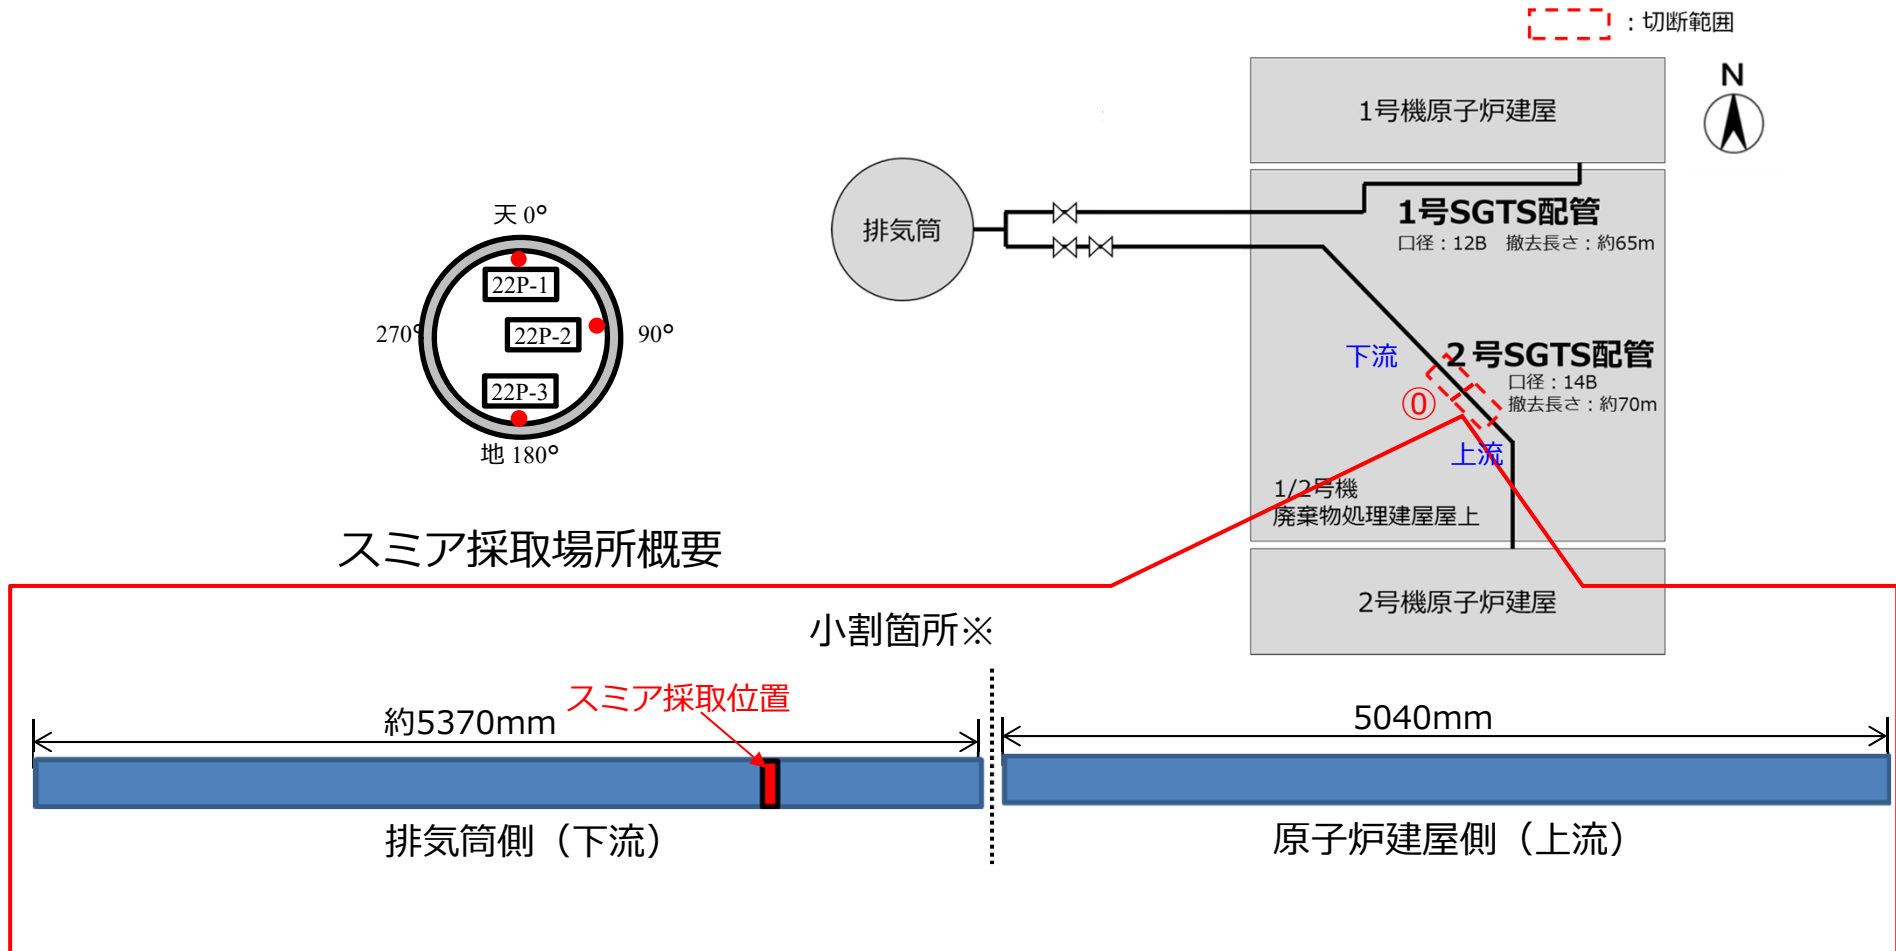 ：切断範囲
N
1号機原子炉建屋
排気筒
1号SGTS配管
口径：12B　撤去長さ：約65m
天 0°
22P-1
270°
22P-2
90°
22P-3
地 180°
下流
2号SGTS配管
口径：14B
撤去長さ：約70m
⓪
上流
1/2号機
廃棄物処理建屋屋上
スミア採取場所概要
2号機原子炉建屋
小割箇所※
スミア採取位置
約5370mm
5040mm
排気筒側（下流）
原子炉建屋側（上流）